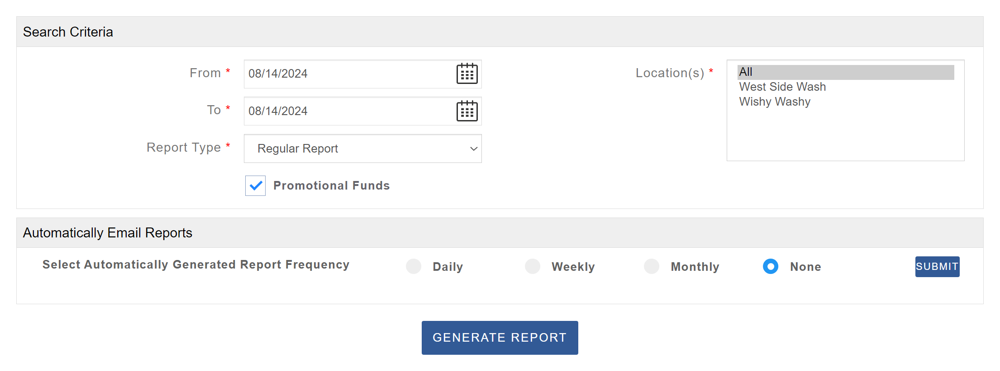 Search Criteria
From *
08/14/2024
To *
08/14/2024
Report Type *
Regular Report
Promotional Funds
Location(s) *
All
West Side Wash
Wishy Washy
Automatically Email Reports
Select Automatically Generated Report Frequency
Daily
Weekly
Monthly
None
SUBMIT
GENERATE REPORT